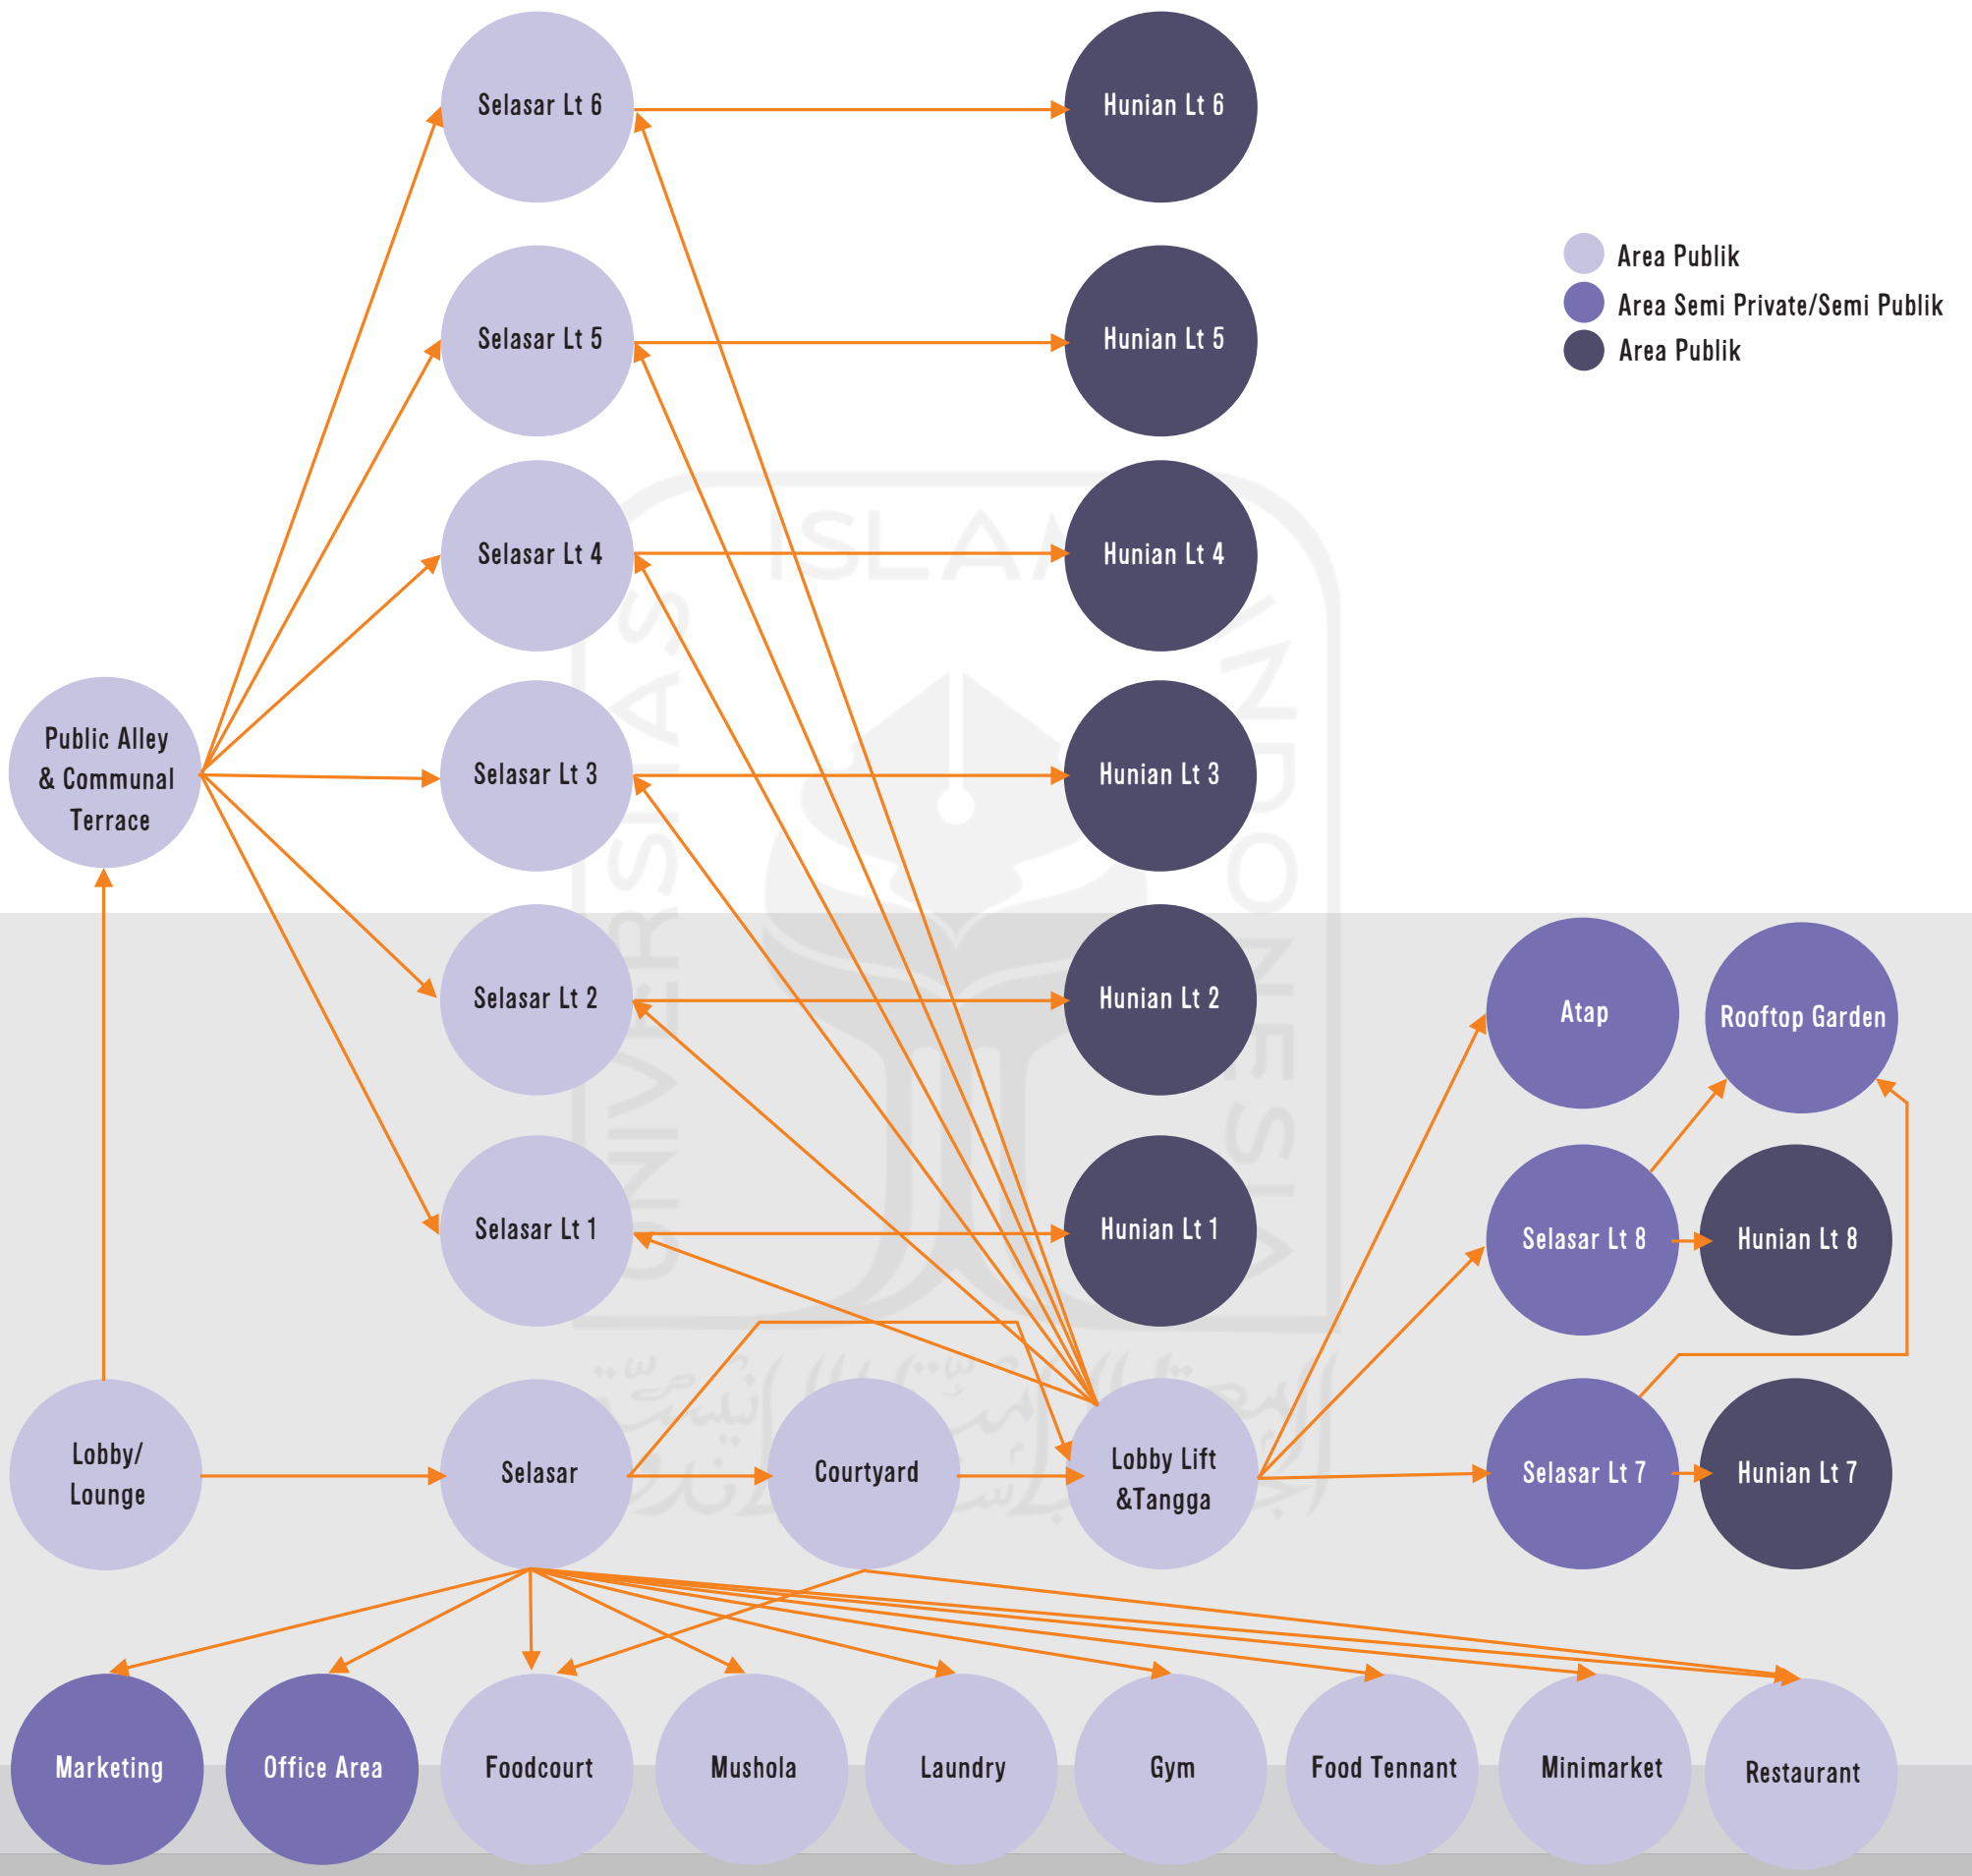 Selasar Lt 6
Hunian Lt 6
Area Publik
Area Semi Private/Semi Publik
Area Publik
Selasar Lt 5
Hunian Lt 5
Selasar Lt 4
Hunian Lt 4
ISLAM
UNIVERSITAS
INDONESIA
Public Alley
& Communal
Terrace
Selasar Lt 3
Hunian Lt 3
Selasar Lt 2
Hunian Lt 2
Atap
Rooftop Garden
Selasar Lt 1
Hunian Lt 1
Selasar Lt 8
Hunian Lt 8
Lobby/
Lounge
Selasar
Courtyard
Lobby Lift
&Tangga
Selasar Lt 7
Hunian Lt 7
Marketing
Office Area
Foodcourt
Mushola
Laundry
Gym
Food Tennant
Minimarket
Restaurant